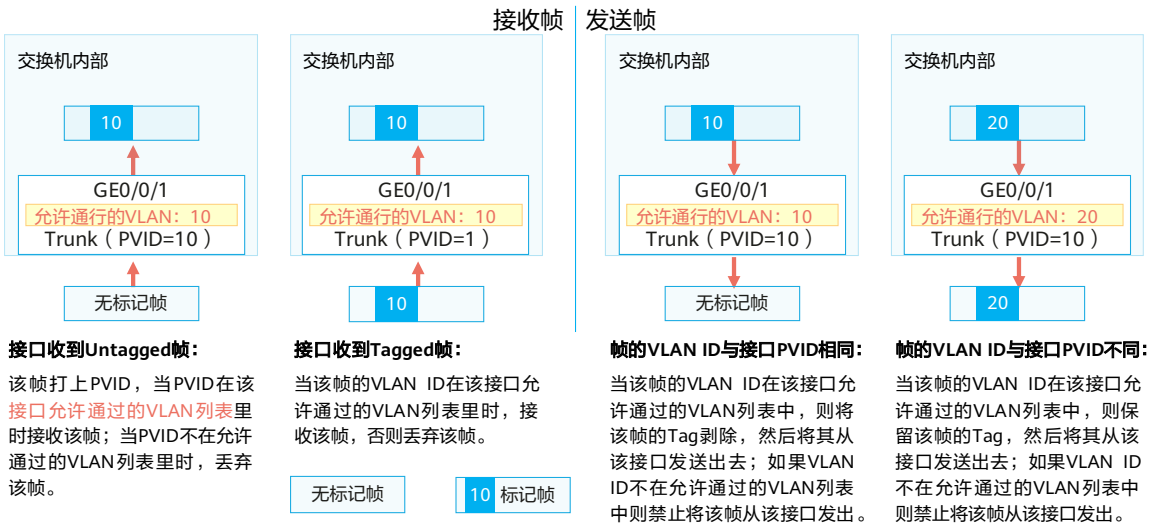 接收帧
发送帧
交换机内部
10
GE0/0/1
允许通行的VLAN：10
Trunk（PVID=10）
无标记帧
接口收到Untagged帧：
该帧打上PVID，当PVID在该
接口允许通过的VLAN列表里
时接收该帧；当PVID不在允许
通过的VLAN列表里时，丢弃
该帧。
交换机内部
10
GE0/0/1
允许通行的VLAN：10
Trunk（PVID=1）
10
接口收到Tagged帧：
当该帧的VLAN ID在该接口允
许通过的VLAN列表里时，接
收该帧，否则丢弃该帧。
无标记帧
10 标记帧
交换机内部
10
GE0/0/1
允许通行的VLAN：10
Trunk（PVID=10）
无标记帧
帧的VLAN ID与接口PVID相同：
当该帧的VLAN ID在该接口允
许通过的VLAN列表中，则将
该帧的Tag剥除，然后将其从
该接口发送出去；如果VLAN
ID不在允许通过的VLAN列表
中则禁止将该帧从该接口发出。
交换机内部
20
GE0/0/1
允许通行的VLAN：20
Trunk（PVID=10）
20
帧的VLAN ID与接口PVID不同：
当该帧的VLAN ID在该接口允
许通过的VLAN列表中，则保
留该帧的Tag，然后将其从该
接口发送出去；如果VLAN ID
不在允许通过的VLAN列表中
则禁止将该帧从该接口发出。